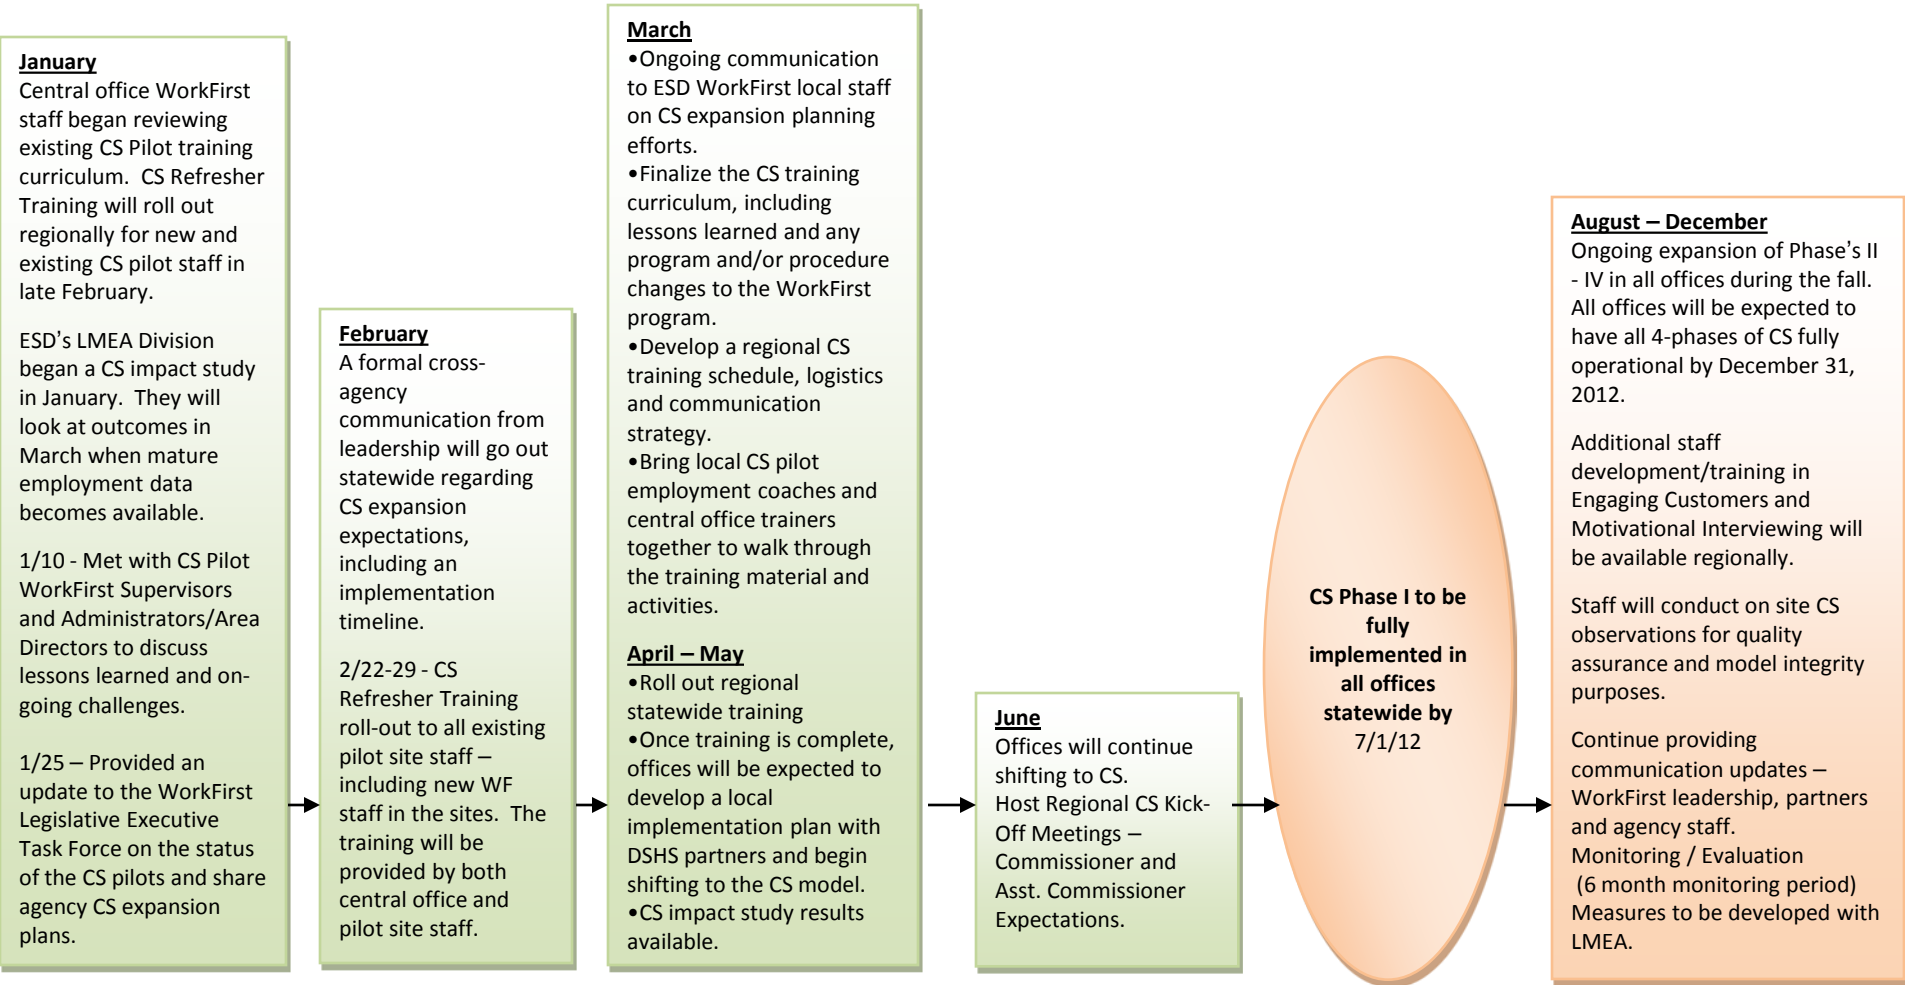 January
Central office WorkFirst
staff began reviewing
existing CS Pilot training
curriculum.  CS Refresher
Training will roll out
regionally for new and
existing CS pilot staff in
late February.
ESD’s LMEA Division
began a CS impact study
in January.  They will
look at outcomes in
March when mature
employment data
becomes available.
1/10 - Met with CS Pilot
WorkFirst Supervisors
and Administrators/Area
Directors to discuss
lessons learned and on-
going challenges.
1/25 – Provided an
update to the WorkFirst
Legislative Executive
Task Force on the status
of the CS pilots and share
agency CS expansion
plans.
February
A formal cross-
agency
communication from
leadership will go out
statewide regarding
CS expansion
expectations,
including an
implementation
timeline.
2/22-29 - CS
Refresher Training
roll-out to all existing
pilot site staff –
including new WF
staff in the sites.  The
training will be
provided by both
central office and
pilot site staff.
March
•Ongoing communication
to ESD WorkFirst local staff
on CS expansion planning
efforts.
•Finalize the CS training
curriculum, including
lessons learned and any
program and/or procedure
changes to the WorkFirst
program.
•Develop a regional CS
training schedule, logistics
and communication
strategy.
•Bring local CS pilot
employment coaches and
central office trainers
together to walk through
the training material and
activities.
April – May
•Roll out regional
statewide training
•Once training is complete,
offices will be expected to
develop a local
implementation plan with
DSHS partners and begin
shifting to the CS model.
•CS impact study results
available.
June
Offices will continue
shifting to CS.
Host Regional CS Kick-
Off Meetings –
Commissioner and
Asst. Commissioner
Expectations.
CS Phase I to be
fully
implemented in
all offices
statewide by
7/1/12
August – December
Ongoing expansion of Phase’s II
- IV in all offices during the fall.
All offices will be expected to
have all 4-phases of CS fully
operational by December 31,
2012.
Additional staff
development/training in
Engaging Customers and
Motivational Interviewing will
be available regionally.
Staff will conduct on site CS
observations for quality
assurance and model integrity
purposes.
Continue providing
communication updates –
WorkFirst leadership, partners
and agency staff.
Monitoring / Evaluation
(6 month monitoring period)
Measures to be developed with
LMEA.